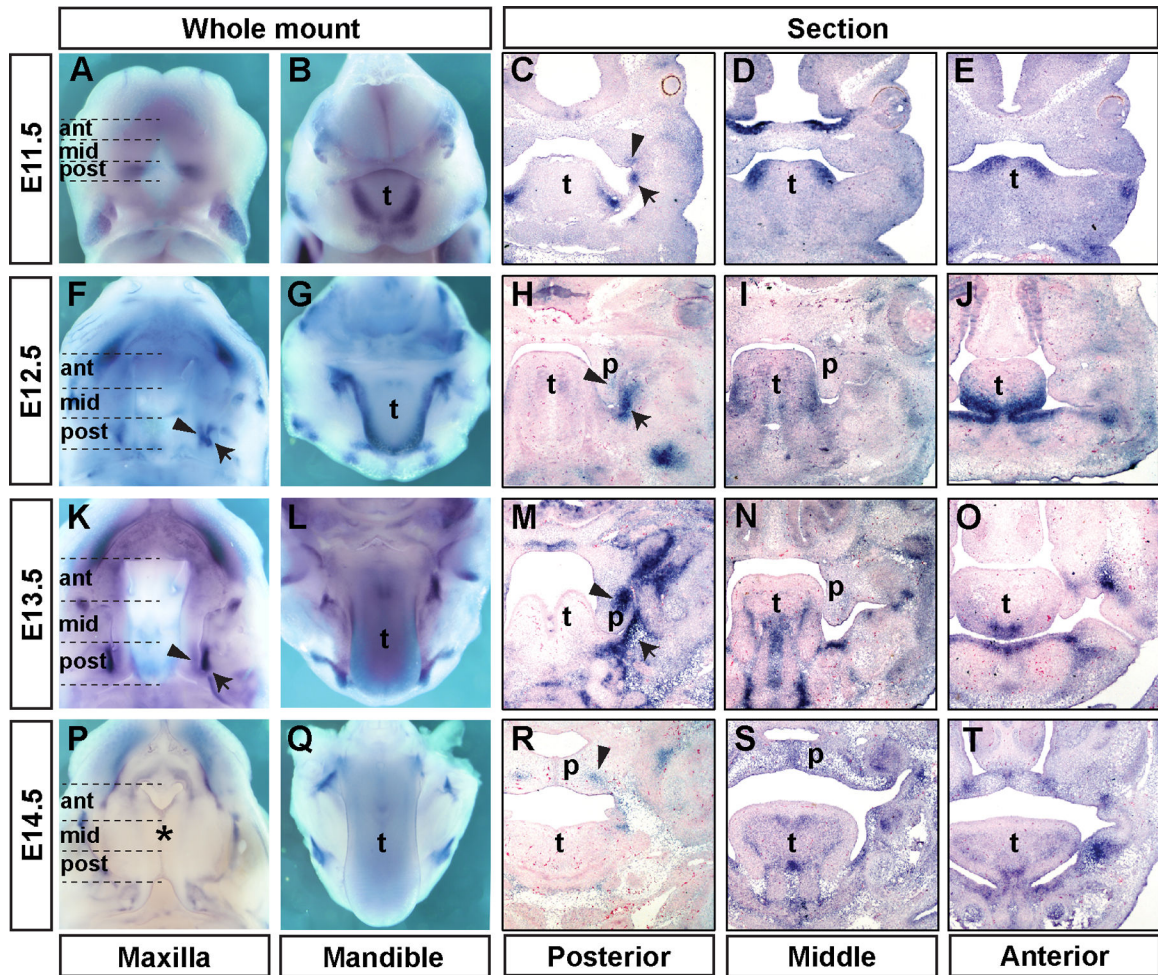 Whole mount Section
E11.5
A B C D E
ant
mid
post
t t t t
E12.5
F G H I J
ant
mid
post
t p t p t t
E13.5
K L M N O
ant
mid
post
t t p t p t
E14.5
P Q R S T
ant
mid
post
* t p t p t t
Maxilla Mandible Posterior Middle Anterior